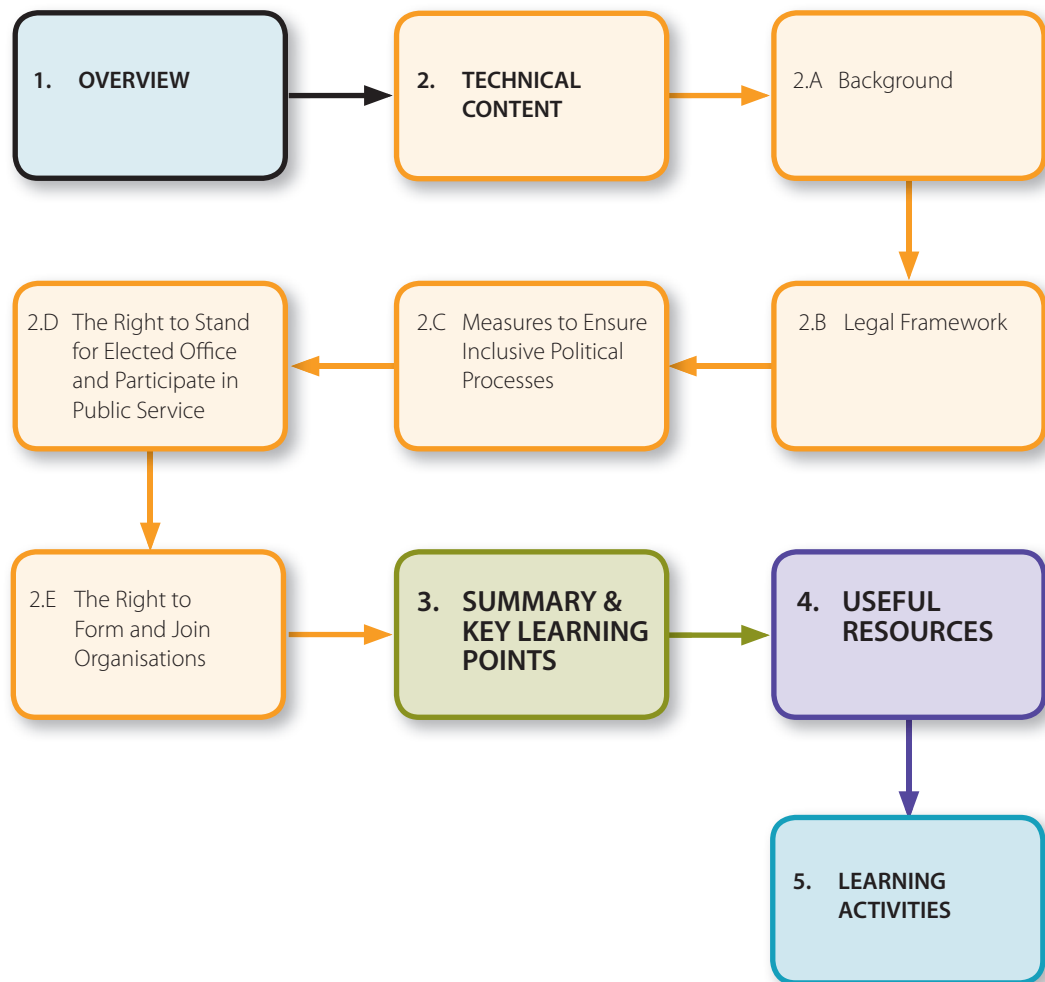 1. OVERVIEW
2. TECHNICAL
CONTENT
2.A Background
2.B Legal Framework
2.C Measures to Ensure
Inclusive Political
Processes
2.D The Right to Stand
for Elected Office
and Participate in
Public Service
2.E The Right to
Form and Join
Organisations
3. SUMMARY &
KEY LEARNING
POINTS
4. USEFUL
RESOURCES
5. LEARNING
ACTIVITIES